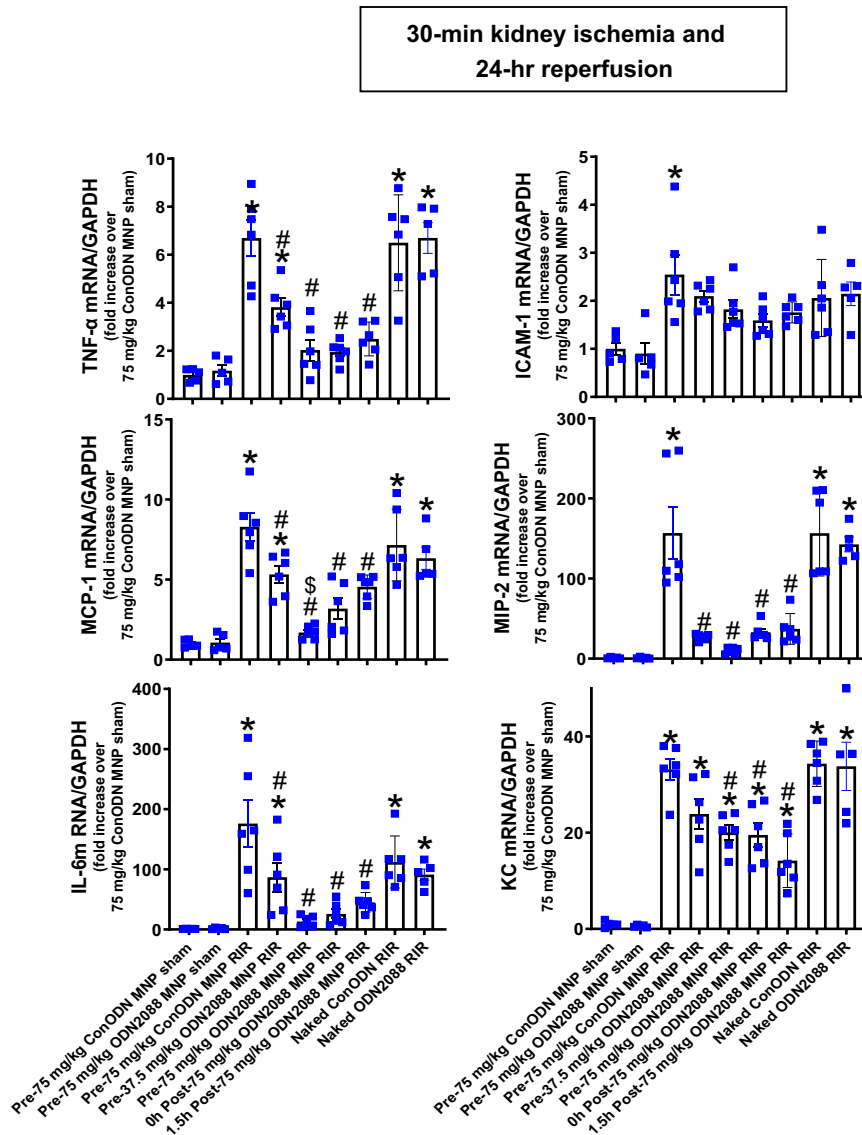 30-min kidney ischemia and
24-hr reperfusion
TNF-α mRNA/GAPDH
(fold increase over
75 mg/kg ConODN MNP sham)
10
8
6
4
2
0
*
#
*
#
#
#
*
*
ICAM-1 mRNA/GAPDH
(fold increase over
75 mg/kg ConODN MNP sham)
5
4
3
2
1
0
*
MCP-1 mRNA/GAPDH
(fold increase over
75 mg/kg ConODN MNP sham)
15
10
5
0
*
#
*
$
#
#
#
*
*
MIP-2 mRNA/GAPDH
(fold increase over
75 mg/kg ConODN MNP sham)
300
200
100
0
*
#
#
#
#
*
*
IL-6m RNA/GAPDH
(fold increase over
75 mg/kg ConODN MNP sham)
400
300
200
100
0
*
#
*
#
#
#
*
*
KC mRNA/GAPDH
(fold increase over
75 mg/kg ConODN MNP sham)
40
20
0
*
*
#
*
#
*
#
*
*
*
Pre-75 mg/kg ConODN MNP sham
Pre-75 mg/kg ODN2088 MNP sham
Pre-75 mg/kg ConODN MNP RIR
Pre-37.5 mg/kg ODN2088 MNP RIR
Pre-75 mg/kg ODN2088 MNP RIR
0h Post-75 mg/kg ODN2088 MNP RIR
1.5h Post-75 mg/kg ODN2088 MNP RIR
Naked ConODN RIR
Naked ODN2088 RIR
Pre-75 mg/kg ConODN MNP sham
Pre-75 mg/kg ODN2088 MNP sham
Pre-75 mg/kg ConODN MNP RIR
Pre-37.5 mg/kg ODN2088 MNP RIR
Pre-75 mg/kg ODN2088 MNP RIR
0h Post-75 mg/kg ODN2088 MNP RIR
1.5h Post-75 mg/kg ODN2088 MNP RIR
Naked ConODN RIR
Naked ODN2088 RIR